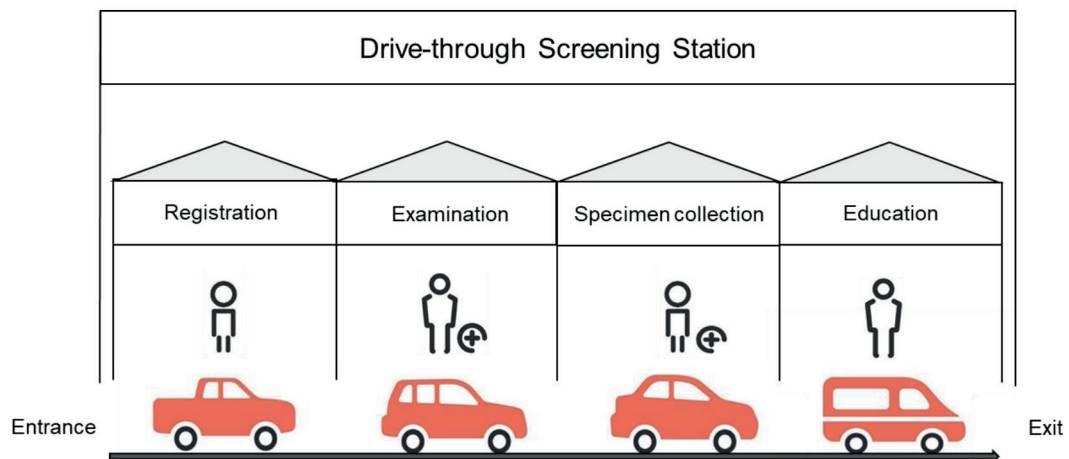 Drive-through Screening Station
Registration
Examination
Specimen collection
Education
Entrance
Exit